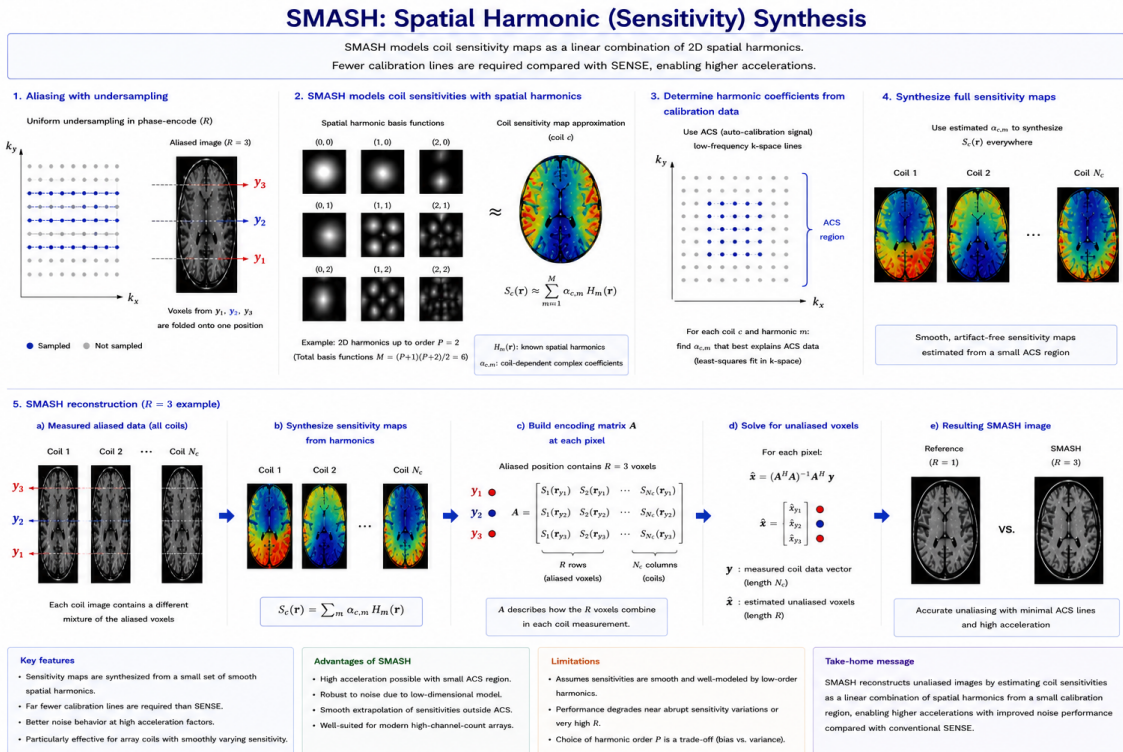 SMASH: Spatial Harmonic (Sensitivity) Synthesis
SMASH models coil sensitivity maps as a linear combination of 2D spatial harmonics.
Fewer calibration lines are required compared with SENSE, enabling higher accelerations.
1. Aliasing with undersampling
Uniform undersampling in phase-encode (R)
k_y
Aliased image (R = 3)
y_3
y_2
y_1
k_x
Voxels from y_1, y_2, y_3
are folded onto one position
Sampled
Not sampled
2. SMASH models coil sensitivities with spatial harmonics
Spatial harmonic basis functions
(0, 0) (1, 0) (2, 0)
(0, 1) (1, 1) (2, 1)
(0, 2) (1, 2) (2, 2)
Example: 2D harmonics up to order P = 2
(Total basis functions M = (P+1)(P+2)/2 = 6)
Coil sensitivity map approximation
(coil c)
≈
S_c(r) ≈ ∑_{m=1}^{M} α_{c,m} H_m(r)
H_m(r): known spatial harmonics
α_{c,m}: coil-dependent complex coefficients
3. Determine harmonic coefficients from
calibration data
Use ACS (auto-calibration signal)
low-frequency k-space lines
k_y
ACS
region
k_x
For each coil c and harmonic m:
find α_{c,m} that best explains ACS data
(least-squares fit in k-space)
4. Synthesize full sensitivity maps
Use estimated α_{c,m} to synthesize
S_c(r) everywhere
Coil 1 Coil 2 Coil N_c
...
Smooth, artifact-free sensitivity maps
estimated from a small ACS region
5. SMASH reconstruction (R = 3 example)
a) Measured aliased data (all coils)
Coil 1 Coil 2 ... Coil N_c
y_3
y_2
y_1
Each coil image contains a different
mixture of the aliased voxels
b) Synthesize sensitivity maps
from harmonics
Coil 1 Coil 2 Coil N_c
...
S_c(r) = ∑_m α_{c,m} H_m(r)
c) Build encoding matrix A
at each pixel
Aliased position contains R = 3 voxels
y_1
y_2
y_3
A =
S_1(r_{y1}) S_2(r_{y1}) ... S_{N_c}(r_{y1})
S_1(r_{y2}) S_2(r_{y2}) ... S_{N_c}(r_{y2})
S_1(r_{y3}) S_2(r_{y3}) ... S_{N_c}(r_{y3})
R rows
(aliased voxels)
N_c columns
(coils)
A describes how the R voxels combine
in each coil measurement.
d) Solve for unaliased voxels
For each pixel:
x̂ = (A^H A)^{-1} A^H y
x̂ = [x̂_{y1} x̂_{y2} x̂_{y3}]
y : measured coil data vector
(length N_c)
x̂ : estimated unaliased voxels
(length R)
e) Resulting SMASH image
Reference
(R = 1)
VS.
SMASH
(R = 3)
Accurate unaliasing with minimal ACS lines
and high acceleration
Key features
• Sensitivity maps are synthesized from a small set of smooth
spatial harmonics.
• Far fewer calibration lines are required than SENSE.
• Better noise behavior at high acceleration factors.
• Particularly effective for array coils with smoothly varying sensitivity.
Advantages of SMASH
• High acceleration possible with small ACS region.
• Robust to noise due to low-dimensional model.
• Smooth extrapolation of sensitivities outside ACS.
• Well-suited for modern high-channel-count arrays.
Limitations
• Assumes sensitivities are smooth and well-modeled by low-order
harmonics.
• Performance degrades near abrupt sensitivity variations or
very high R.
• Choice of harmonic order P is a trade-off (bias vs. variance).
Take-home message
SMASH reconstructs unaliased images by estimating coil sensitivities
as a linear combination of spatial harmonics from a small calibration
region, enabling higher accelerations with improved noise performance
compared with conventional SENSE.